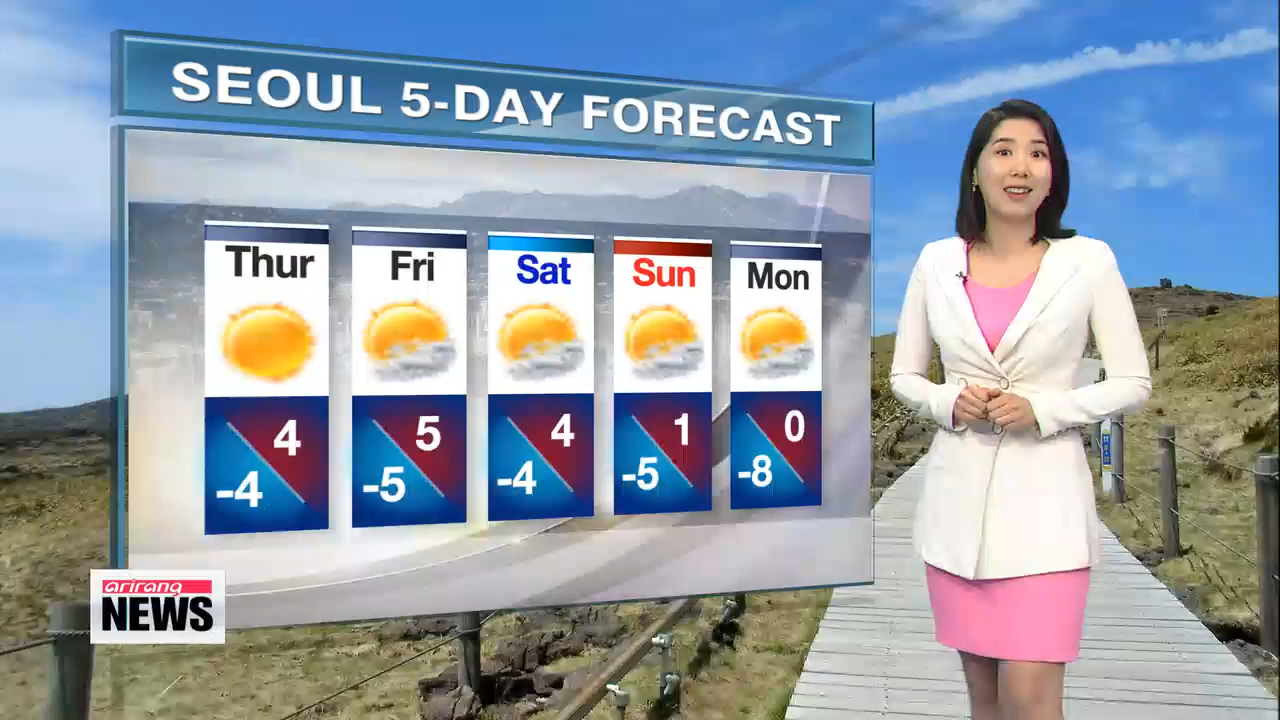 SEOUL 5-DAY FORECAST
Thur Fri Sat Sun Mon
4 5 4 1 0
-4 -5 -4 -5 -8
arirang
NEWS